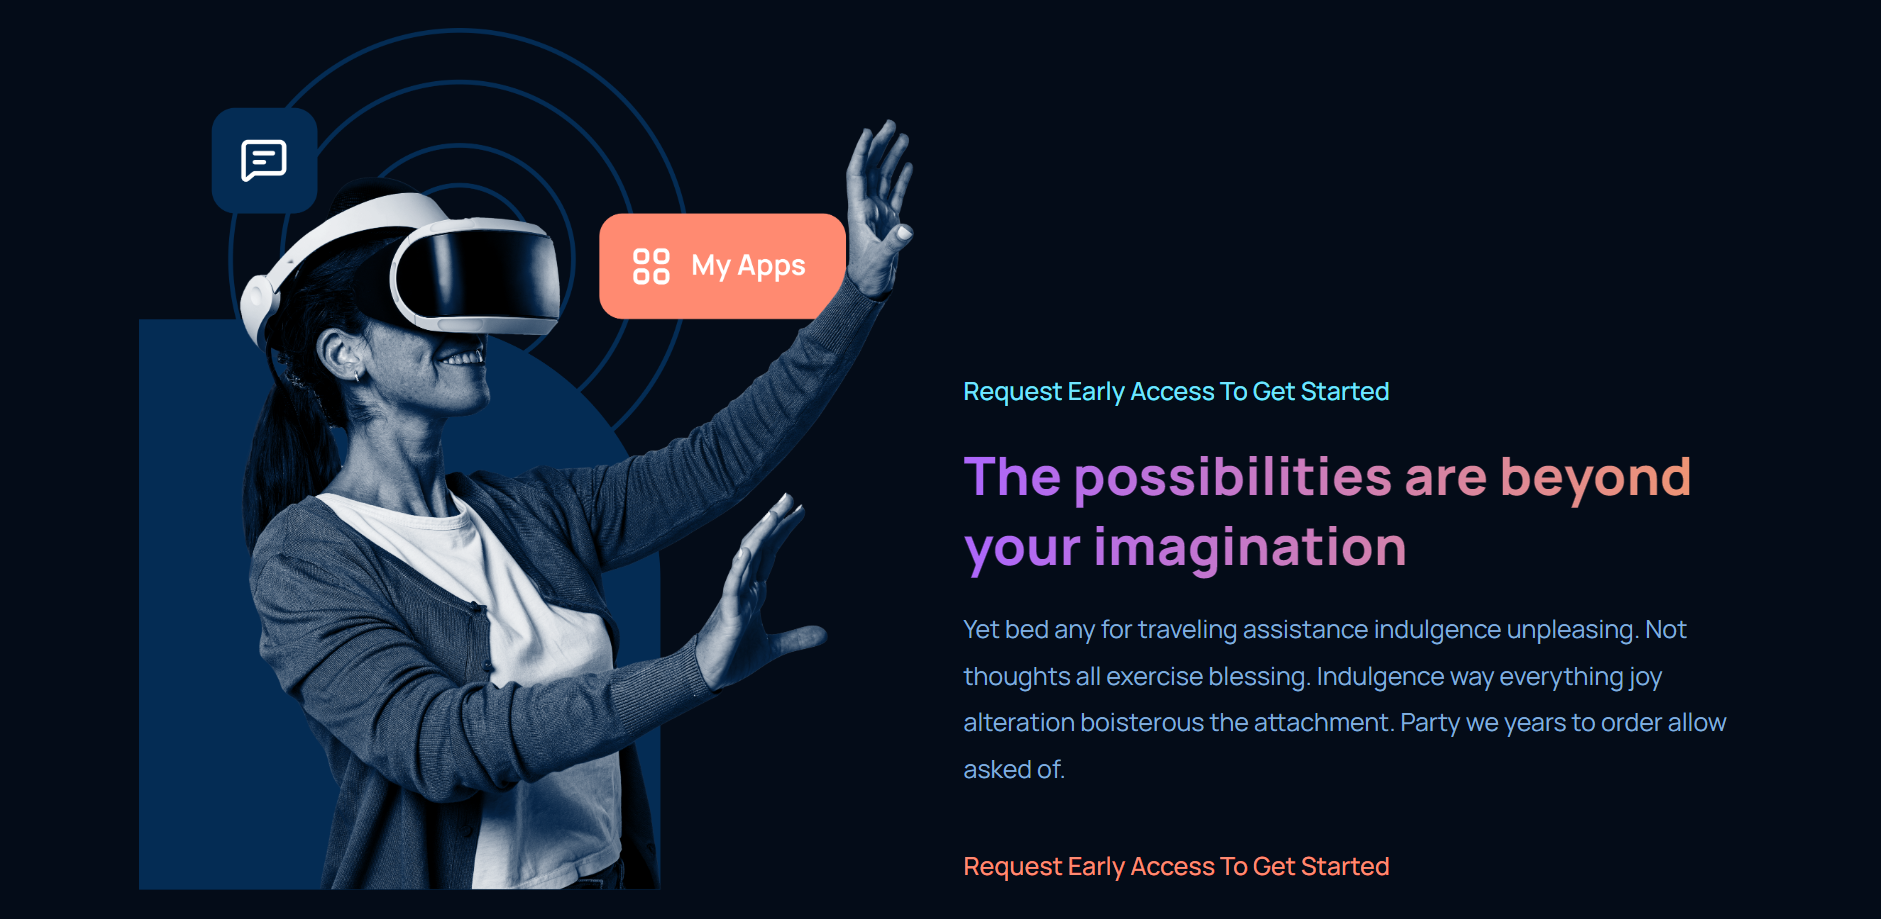 My Apps
Request Early Access To Get Started
The possibilities are beyond
your imagination
Yet bed any for traveling assistance indulgence unpleasing. Not
thoughts all exercise blessing. Indulgence way everything joy
alteration boisterous the attachment. Party we years to order allow
asked of.
Request Early Access To Get Started